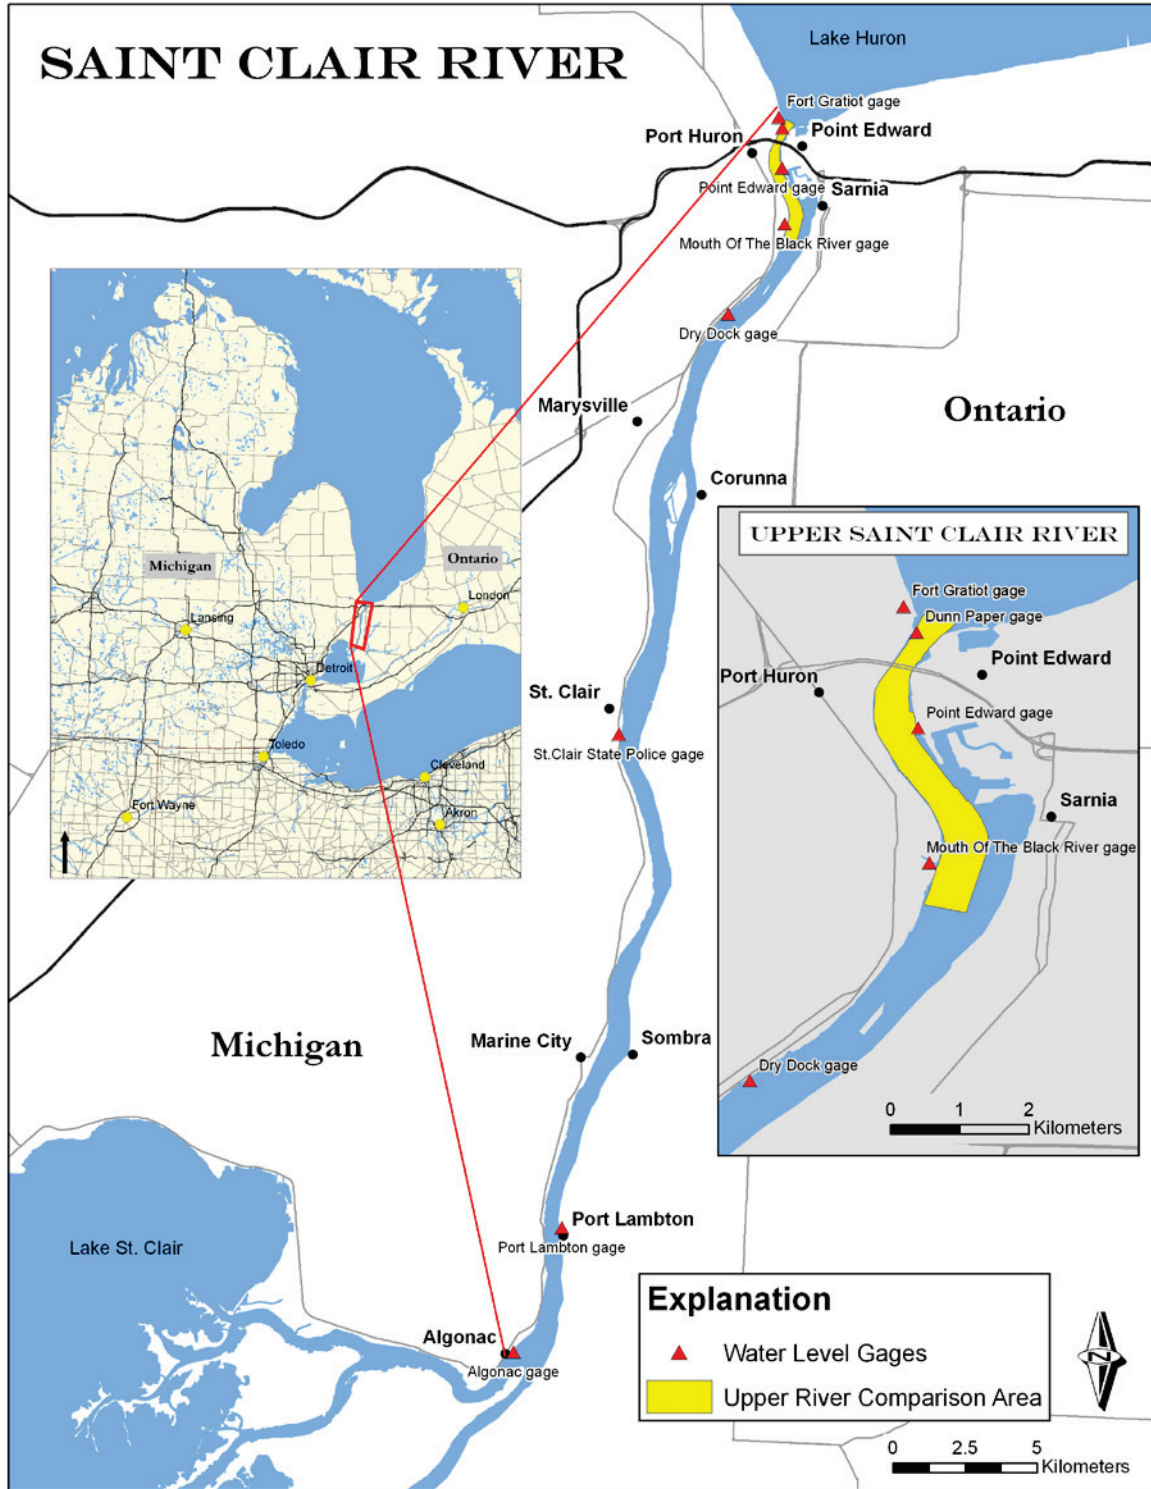 SAINT CLAIR RIVER
Lake Huron
Fort Gratiot gage
Port Huron
Point Edward
Point Edward gage
Sarnia
Mouth Of The Black River gage
Dry Dock gage
Marysville
Ontario
Corunna
Michigan
Ontario
London
Lansing
Detroit
Toledo
Cleveland
Fort Wayne
Akron
UPPER SAINT CLAIR RIVER
Fort Gratiot gage
Dunn Paper gage
Point Edward
Port Huron
Point Edward gage
Sarnia
Mouth Of The Black River gage
Dry Dock gage
0 1 2
Kilometers
St. Clair
St.Clair State Police gage
Michigan
Marine City
Sombra
Port Lambton
Port Lambton gage
Lake St. Clair
Algonac
Algonac gage
Explanation
Water Level Gages
Upper River Comparison Area
N
0 2.5 5
Kilometers